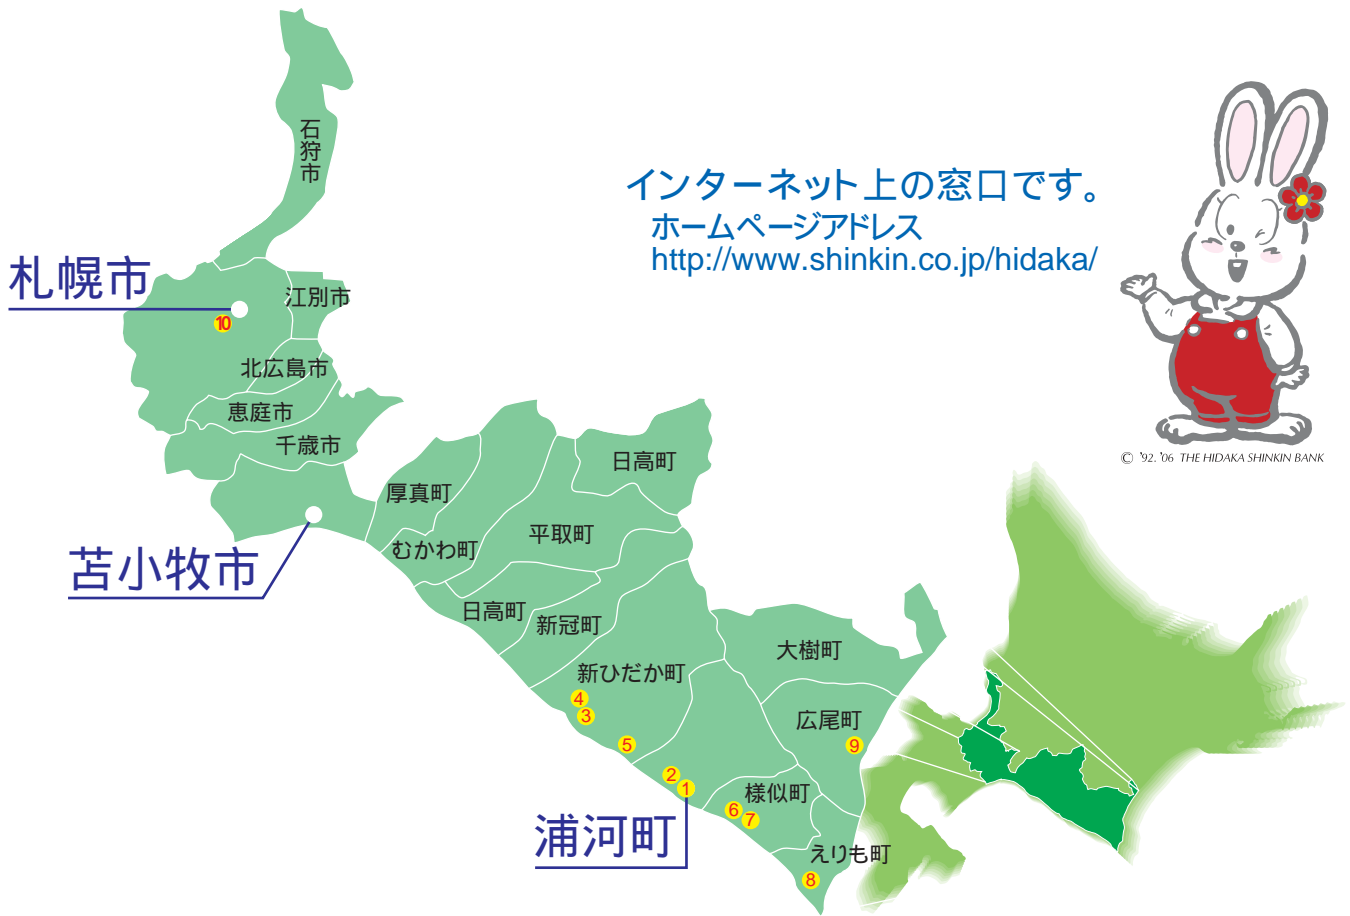 石狩市
インターネット上の窓口です。
ホームページアドレス
http://www.shinkin.co.jp/hidaka/
札幌市
江別市
10
北広島市
恵庭市
千歳市
© '92. '06 THE HIDAKA SHINKIN BANK
日高町
厚真町
平取町
むかわ町
苫小牧市
日高町
新冠町
大樹町
新ひだか町
4
3
広尾町
5
9
2
1
様似町
6
7
浦河町
えりも町
8